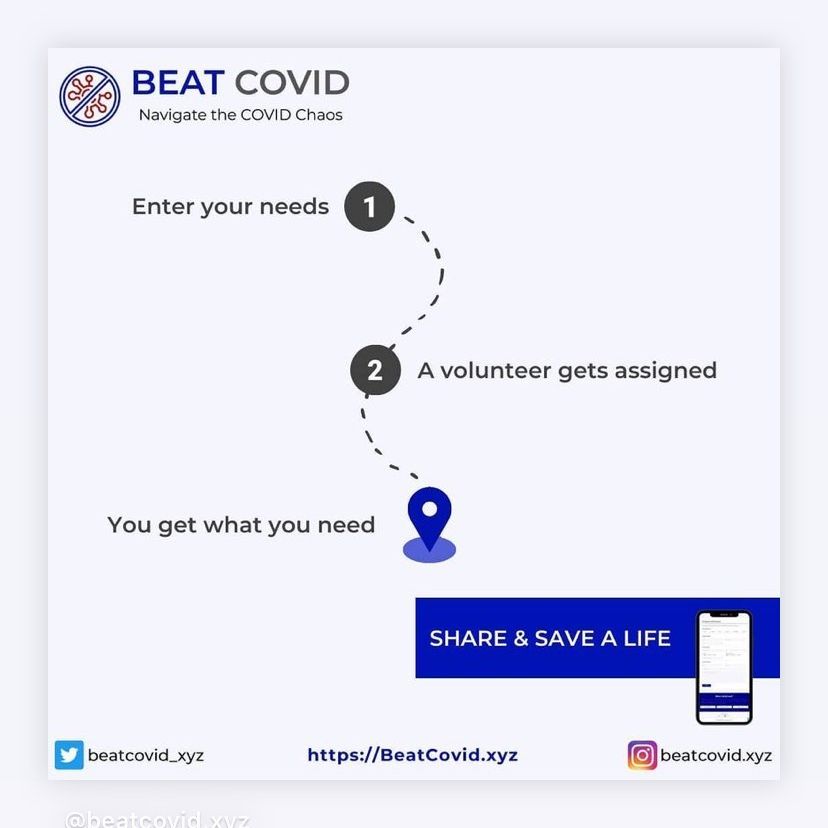 BEAT COVID
Navigate the COVID Chaos
Enter your needs 1
2 A volunteer gets assigned
You get what you need
SHARE & SAVE A LIFE
beatcovid_xyz
https://BeatCovid.xyz
beatcovid.xyz
@beatcovid.xyz